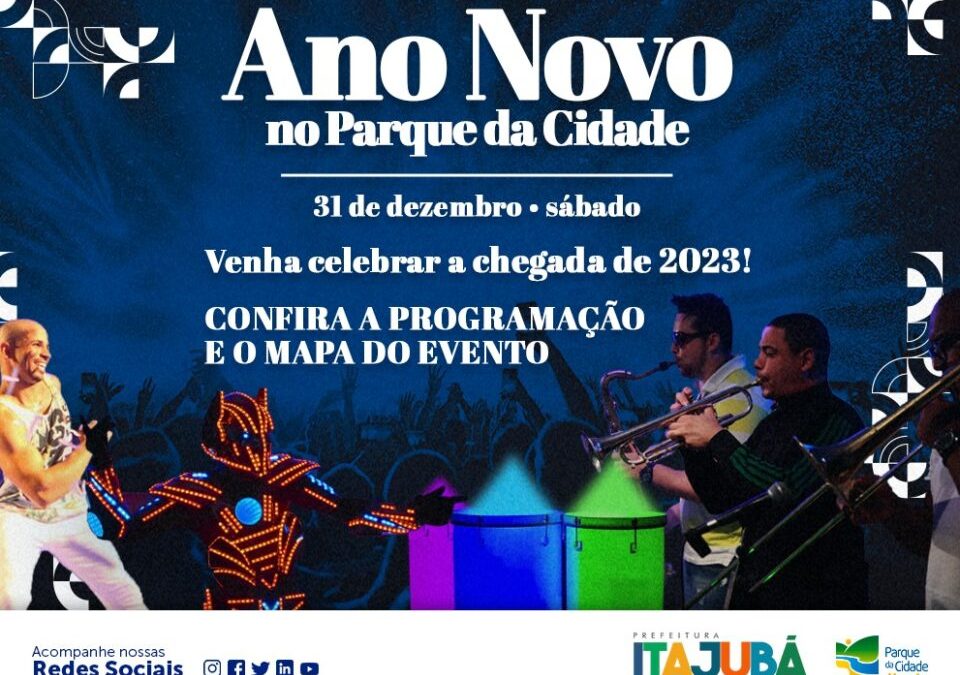 Ano Novo
no Parque da Cidade
31 de dezembro • sábado
Venha celebrar a chegada de 2023!
CONFIRA A PROGRAMAÇÃO
E O MAPA DO EVENTO
Acompanhe nossas
Redes Sociais
PREFEITURA
ITAJUBÁ
Parque
da Cidade